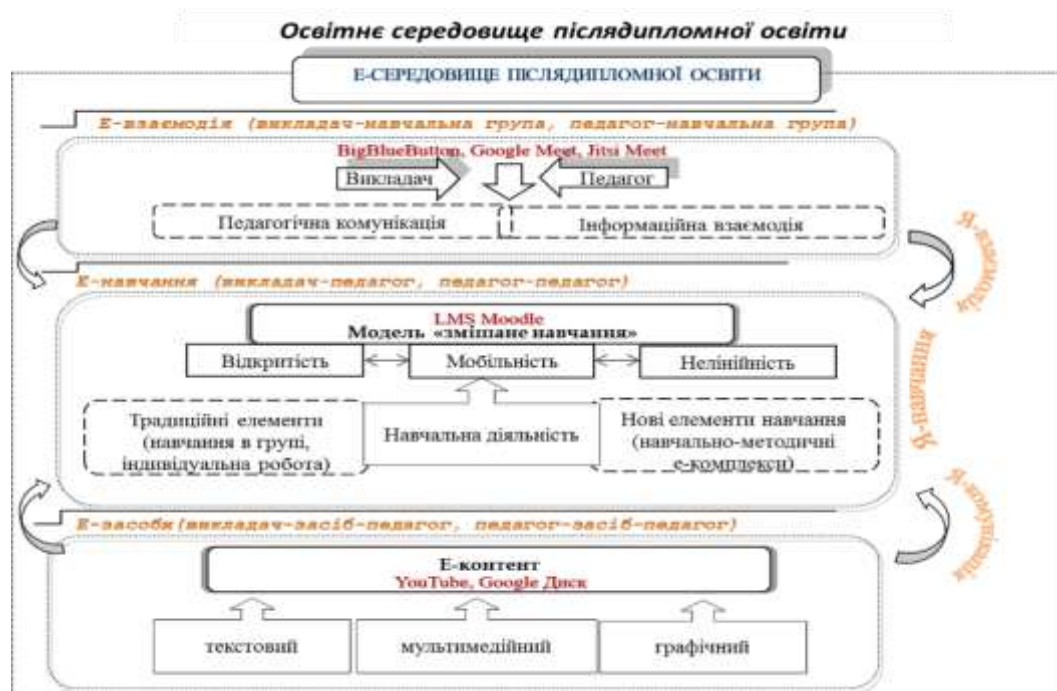 Освітнє середовище післядипломної освіти
Е-СЕРЕДОВИЩЕ ПІСЛЯДИПЛОМНОЇ ОСВІТИ
Е-взаємодія (викладач-навчальна група, педагог-навчальна група)
BigBlueButton, Google Meet, Jitsi Meet
Викладач
Педагог
Педагогічна комунікація
Інформаційна взаємодія
Я-взаємодія
Е-навчання (викладач-педагог, педагог-педагог)
LMS Moodle
Модель «змішане навчання»
Відкритість
Мобільність
Нелінійність
Я-навчання
Традиційні елементи
(навчання в групі,
індивідуальна робота)
Навчальна діяльність
Нові елементи навчання
(навчально-методичні
е-комплекси)
Я-комунікація
Е-засоби(викладач-засіб-педагог, педагог-засіб-педагог)
Е-контент
YouTube, Google Диск
текстовий
мультимедійний
графічний